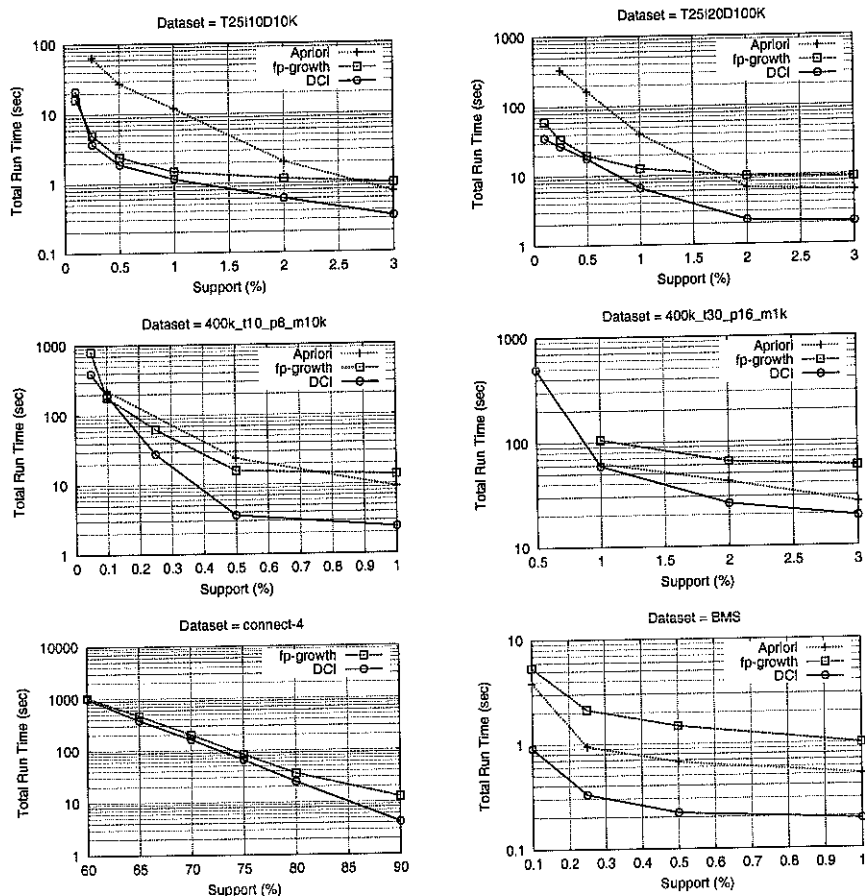 Dataset = T25I10D10K
Total Run Time (sec)
100
10
1
0.1
Apriori
fp-growth
DCI
0
0.5
1
1.5
2
2.5
3
Support (%)
Dataset = T25I20D100K
Total Run Time (sec)
1000
100
10
1
Apriori
fp-growth
DCI
0
0.5
1
1.5
2
2.5
3
Support (%)
Dataset = 400k_t10_p8_m10k
Total Run Time (sec)
1000
100
10
1
Apriori
fp-growth
DCI
0
0.1
0.2
0.3
0.4
0.5
0.6
0.7
0.8
0.9
1
Support (%)
Dataset = 400k_t30_p16_m1k
Total Run Time (sec)
1000
100
10
Apriori
fp-growth
DCI
0.5
1
1.5
2
2.5
3
Support (%)
Dataset = connect-4
Total Run Time (sec)
10000
1000
100
10
1
fp-growth
DCI
60
65
70
75
80
85
90
Support (%)
Dataset = BMS
Total Run Time (sec)
10
1
0.1
Apriori
fp-growth
DCI
0.1
0.2
0.3
0.4
0.5
0.6
0.7
0.8
0.9
1
Support (%)